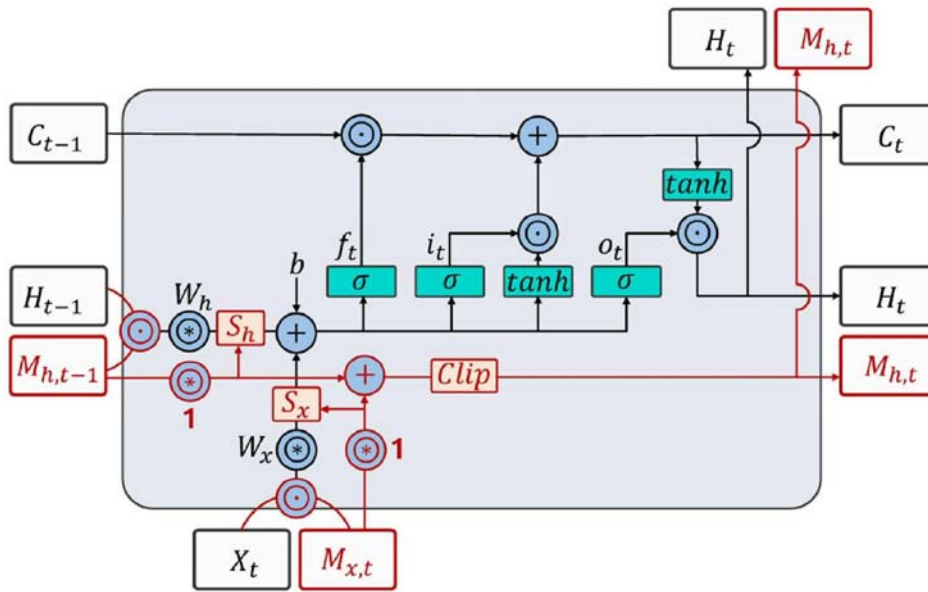 H_t M_{h,t}
C_{t-1} ⊙ + C_t
tanh
f_t i_t ⊙ o_t ⊙
b σ σ tanh σ
H_{t-1} W_h H_t
⊙ * S_h +
M_{h,t-1} * + Clip M_{h,t}
1 S_x
W_x * * 1
⊙
X_t M_{x,t}